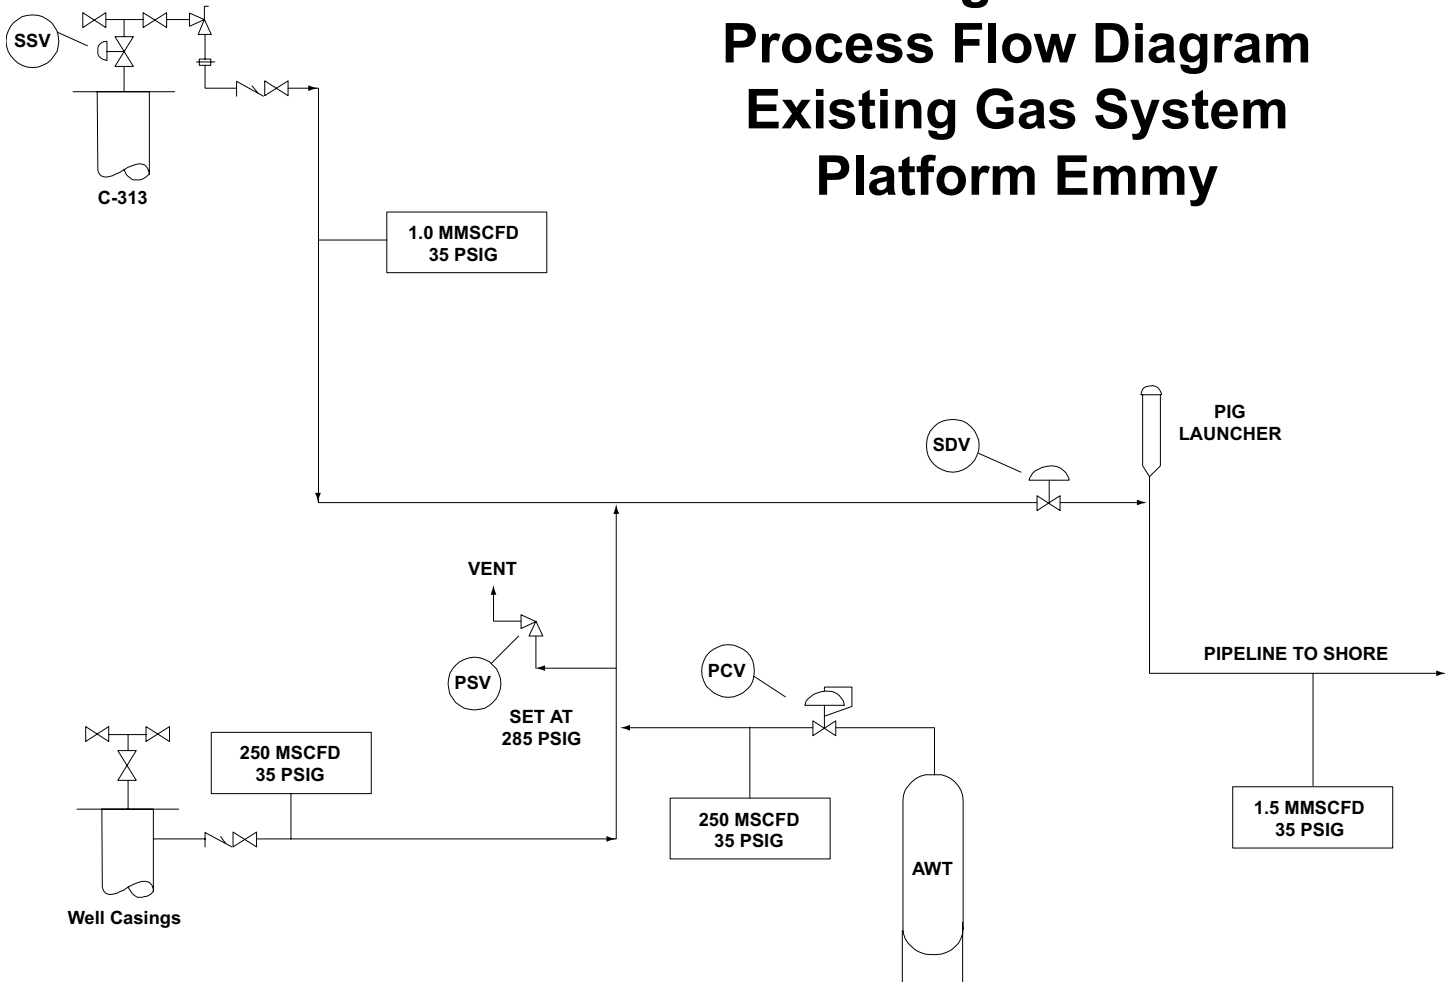 Process Flow Diagram
Existing Gas System
Platform Emmy
SSV
C-313
1.0 MMSCFD
35 PSIG
PIG
LAUNCHER
SDV
VENT
PSV
SET AT
285 PSIG
PCV
PIPELINE TO SHORE
250 MSCFD
35 PSIG
250 MSCFD
35 PSIG
1.5 MMSCFD
35 PSIG
AWT
Well Casings